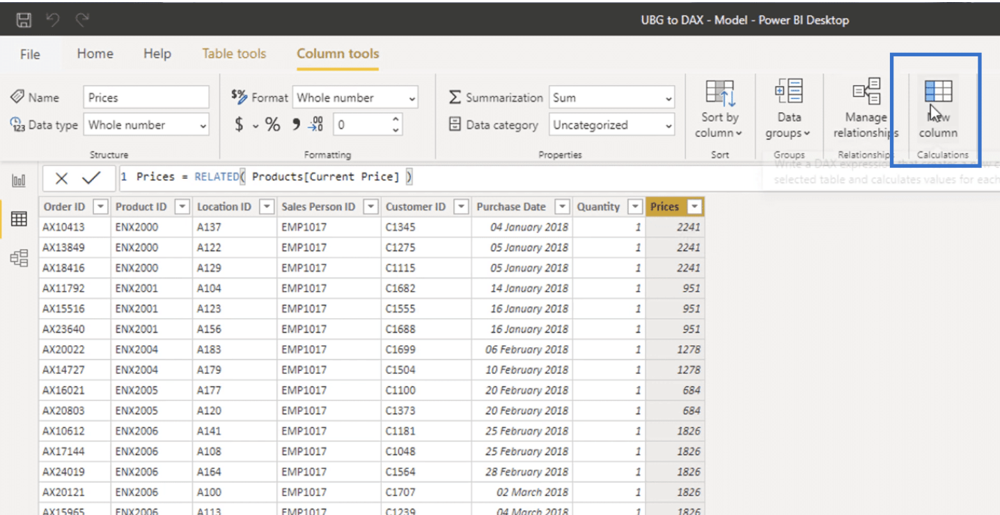 UBG to DAX - Model - Power BI Desktop
File Home Help Table tools Column tools
Name Prices $% Format Whole number Summarization Sum
Data type Whole number $ % 0 Data category Uncategorized
Sort by column
Data groups
Manage relationships
New column
Structure Formatting Properties Sort Groups Relationships Calculations
Write a DAX expression that creates a new c
selected table and calculates values for each
1 Prices = RELATED( Products[Current Price] )
Order ID Product ID Location ID Sales Person ID Customer ID Purchase Date Quantity Prices
AX10413 ENX2000 A137 EMP1017 C1345 04 January 2018 1 2241
AX13849 ENX2000 A122 EMP1017 C1275 05 January 2018 1 2241
AX18416 ENX2000 A129 EMP1017 C1115 05 January 2018 1 2241
AX11792 ENX2001 A104 EMP1017 C1682 14 January 2018 1 951
AX15516 ENX2001 A123 EMP1017 C1555 16 January 2018 1 951
AX23640 ENX2001 A156 EMP1017 C1688 16 January 2018 1 951
AX20022 ENX2004 A183 EMP1017 C1699 06 February 2018 1 1278
AX14727 ENX2004 A179 EMP1017 C1504 10 February 2018 1 1278
AX16021 ENX2005 A177 EMP1017 C1100 20 February 2018 1 684
AX20803 ENX2005 A120 EMP1017 C1373 20 February 2018 1 684
AX10612 ENX2006 A141 EMP1017 C1181 25 February 2018 1 1826
AX17144 ENX2006 A108 EMP1017 C1048 25 February 2018 1 1826
AX24019 ENX2006 A164 EMP1017 C1564 28 February 2018 1 1826
AX20121 ENX2006 A100 EMP1017 C1707 02 March 2018 1 1826
AX15965 ENX2006 A113 EMP1017 C1239 04 March 2018 1 1826